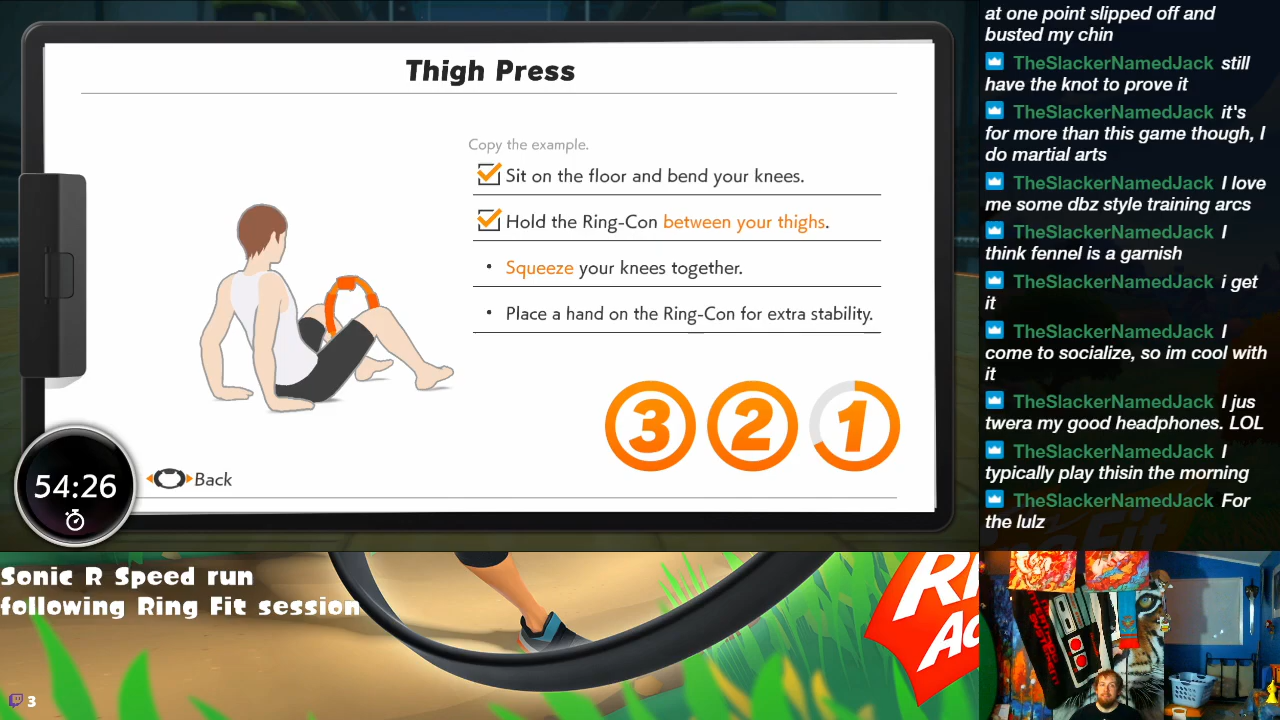 Thigh Press
Copy the example.
Sit on the floor and bend your knees.
Hold the Ring-Con between your thighs.
• Squeeze your knees together.
• Place a hand on the Ring-Con for extra stability.
3 2 1
54:26
Back
Sonic R Speed run
following Ring Fit session
3
at one point slipped off and
busted my chin
TheSlackerNamedJack still
have the knot to prove it
TheSlackerNamedJack it's
for more than this game though, I
do martial arts
TheSlackerNamedJack I love
me some dbz style training arcs
TheSlackerNamedJack I
think fennel is a garnish
TheSlackerNamedJack i get
it
TheSlackerNamedJack I
come to socialize, so im cool with
it
TheSlackerNamedJack I jus
twera my good headphones. LOL
TheSlackerNamedJack I
typically play thisin the morning
TheSlackerNamedJack For
the lulz